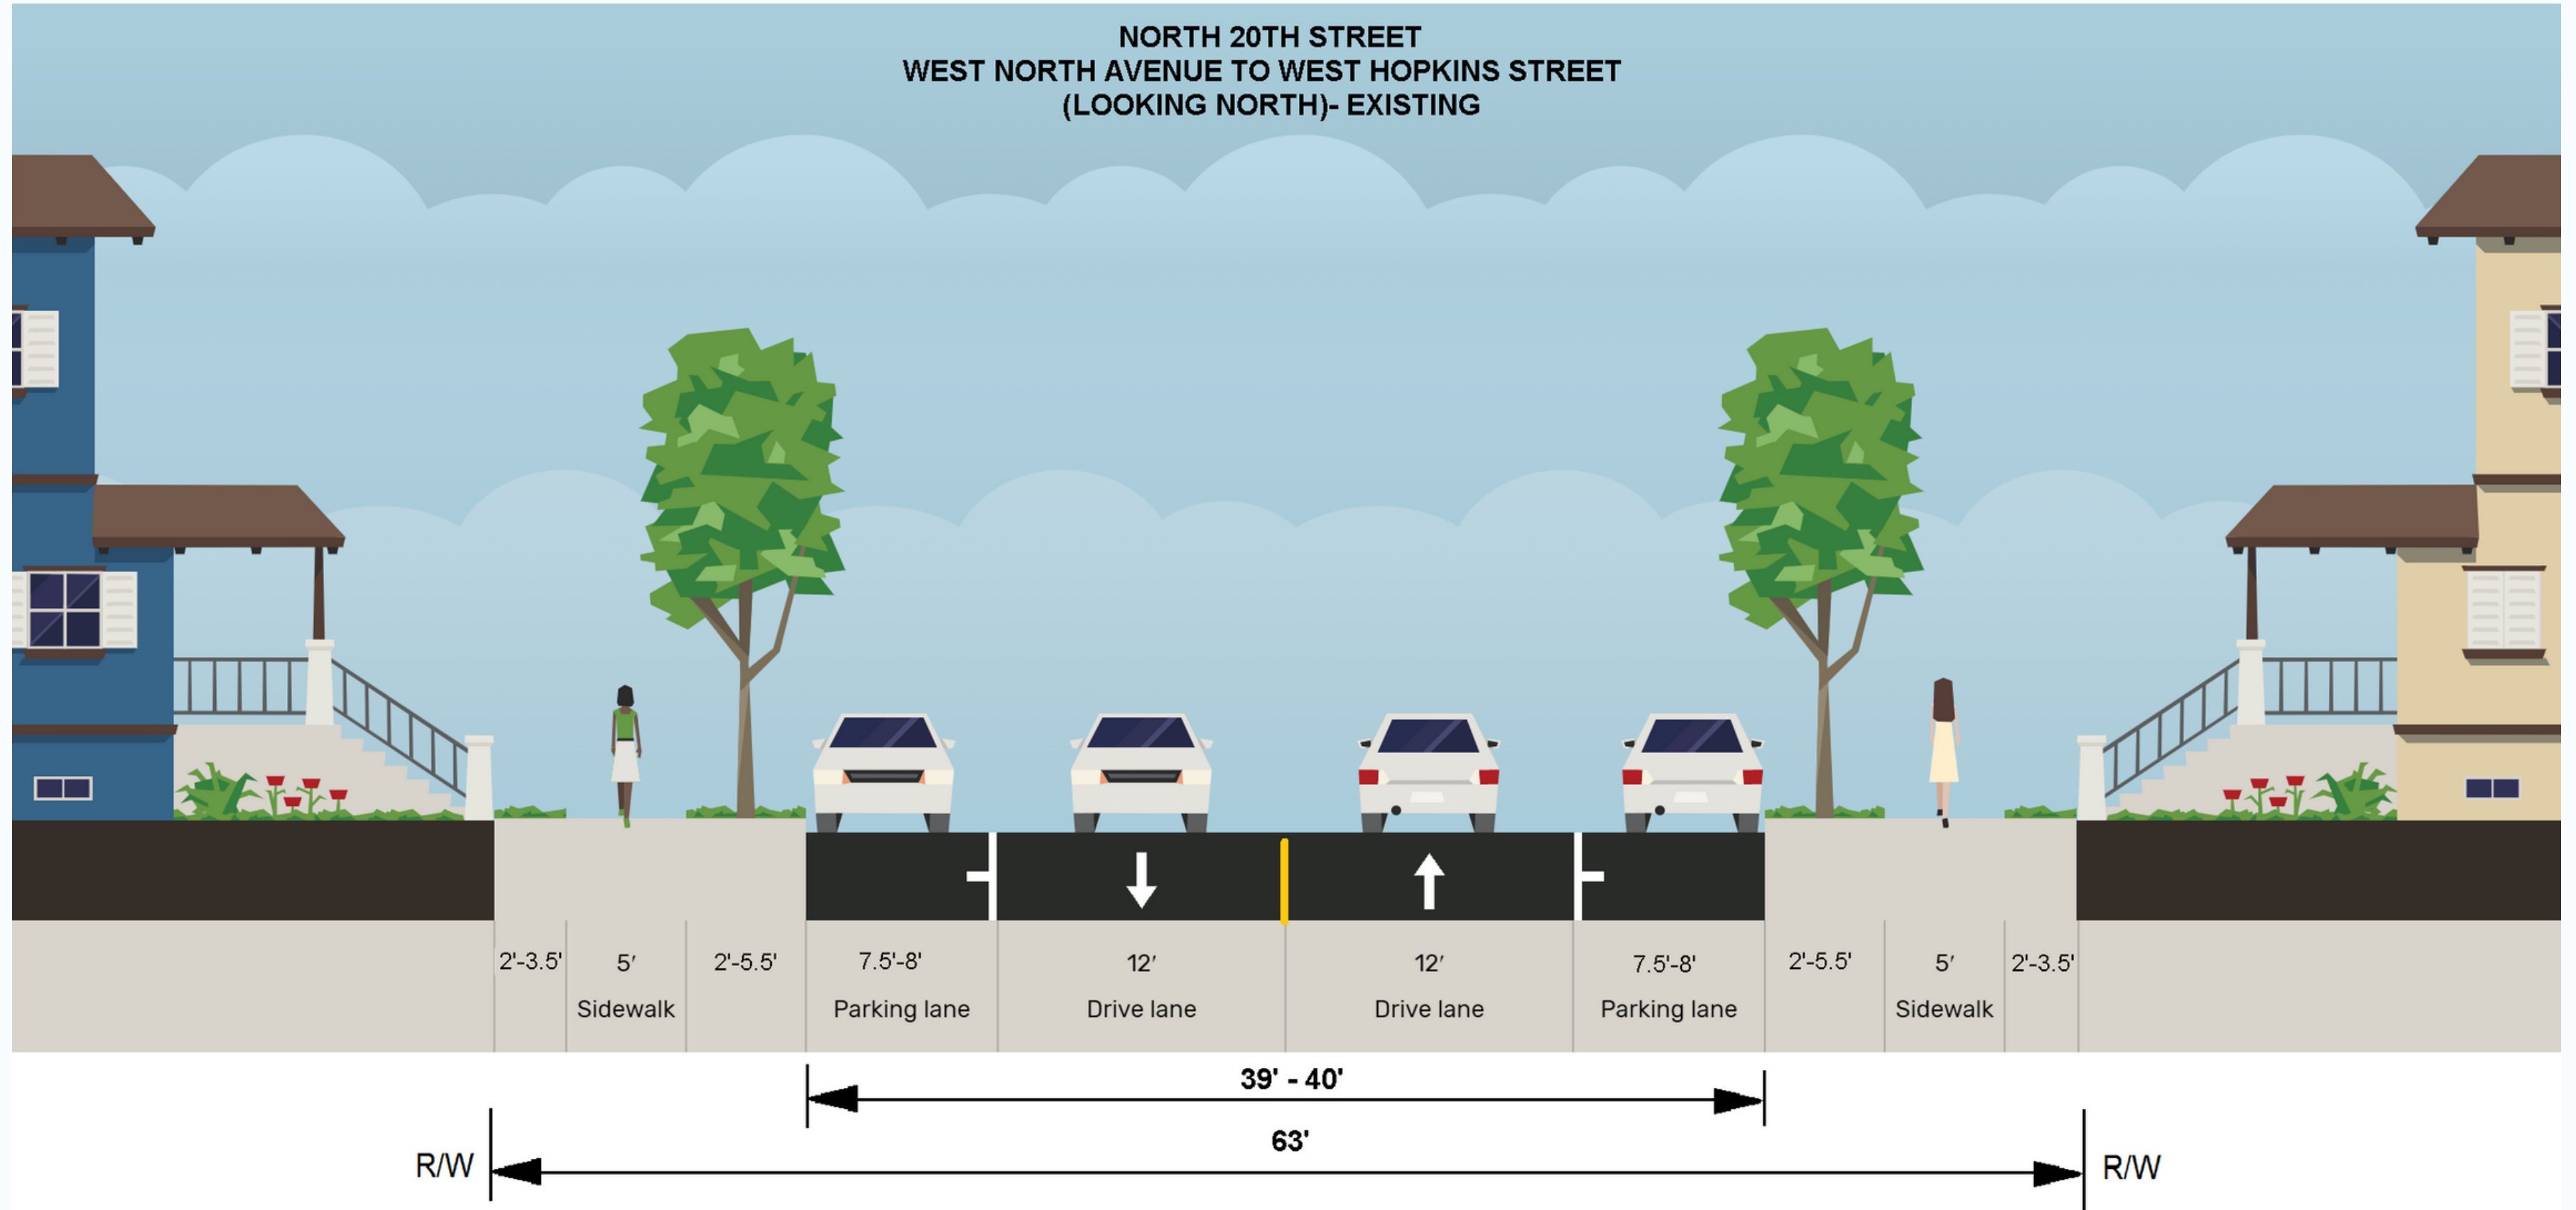 NORTH 20TH STREET
WEST NORTH AVENUE TO WEST HOPKINS STREET
(LOOKING NORTH)- EXISTING
2'-3.5' 5′ 2'-5.5' 7.5'-8' 12′ 12′ 7.5'-8' 2'-5.5' 5′ 2'-3.5'
Sidewalk Parking lane Drive lane Drive lane Parking lane Sidewalk
39' - 40'
63'
R/W R/W